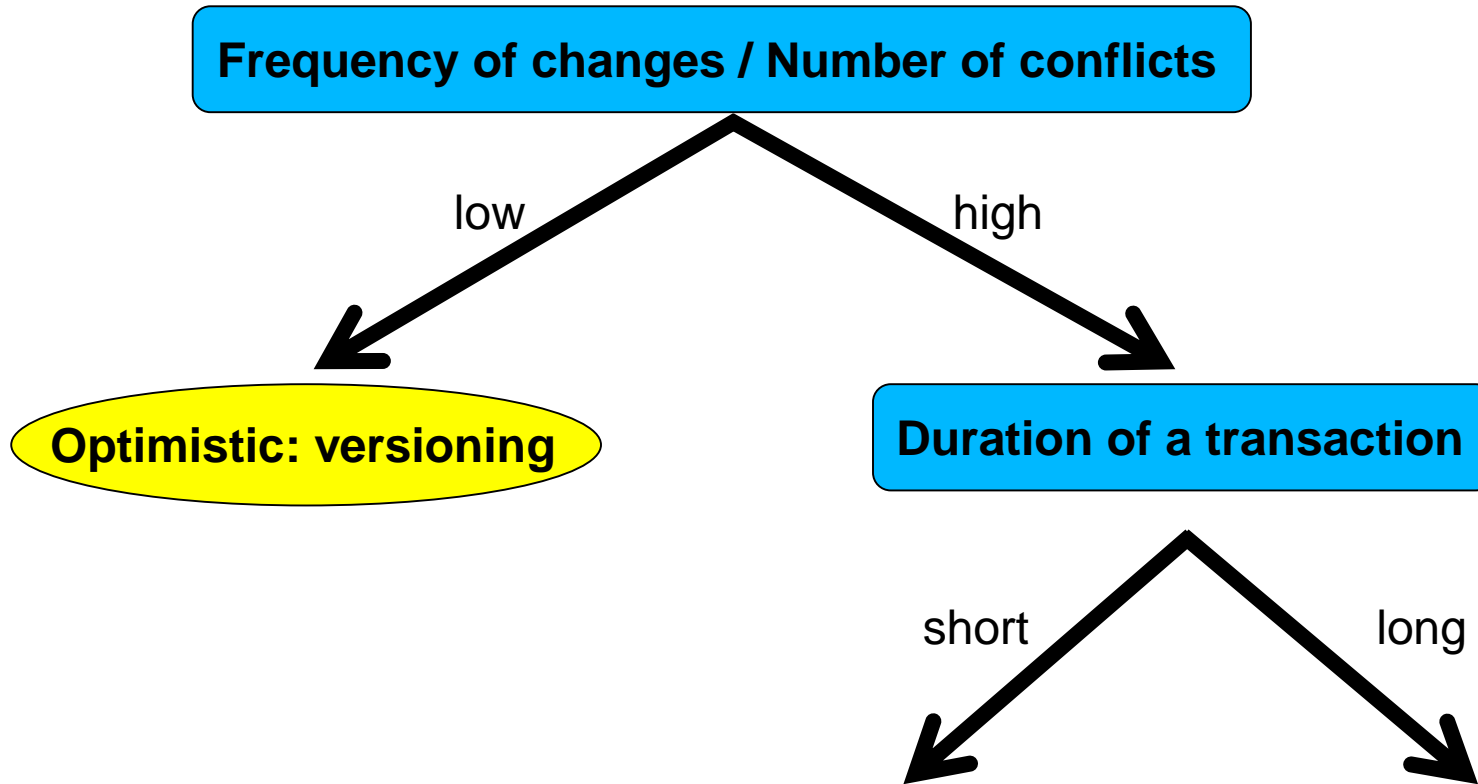 Frequency of changes / Number of conflicts
low
high
Optimistic: versioning
Duration of a transaction
short
long